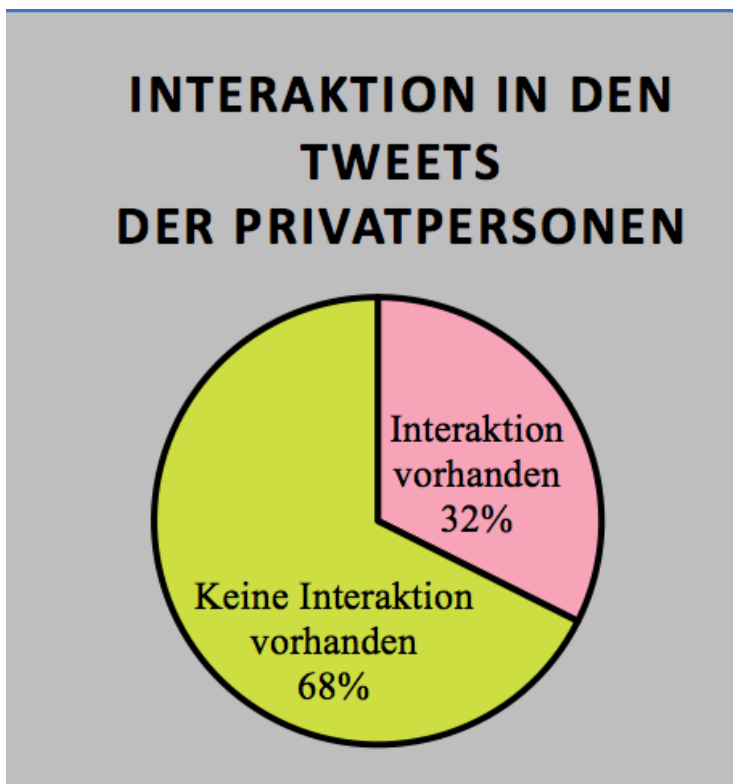 INTERAKTION IN DEN
TWEETS
DER PRIVATPERSONEN
Interaktion
vorhanden
32%
Keine Interaktion
vorhanden
68%